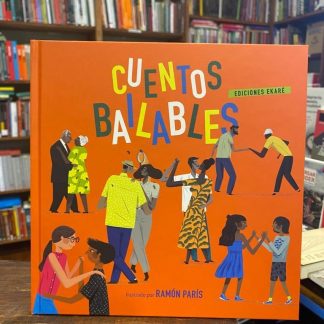 CUENTOS
EDICIONES EKARÉ
BAILABLES
Ilustrado por RAMÓN PARÍS